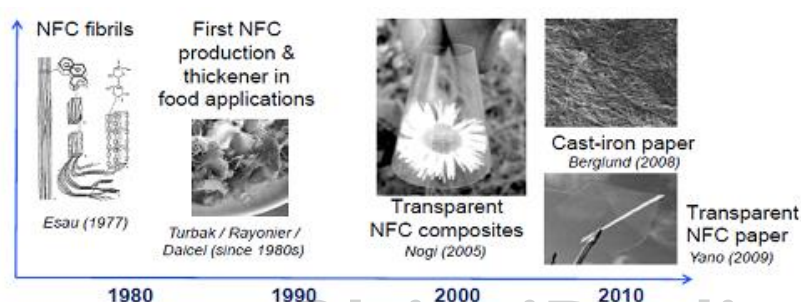 NFC fibrils
Esau (1977)
First NFC
production &
thickener in
food applications
Turbak / Rayonier /
Daicel (since 1980s)
Transparent
NFC composites
Nogi (2005)
Cast-iron paper
Berglund (2008)
Transparent
NFC paper
Yano (2009)
1980
1990
2000
2010